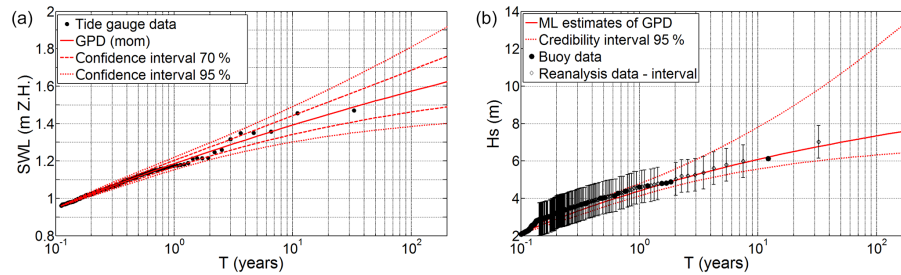 (a)
2
1.8
1.6
1.4
1.2
1
0.8
SWL (m Z.H.)
Tide gauge data
GPD (mom)
Confidence interval 70 %
Confidence interval 95 %
10-1 100 101 102
T (years)
(b)
14
12
10
8
6
4
2
Hs (m)
ML estimates of GPD
Credibility interval 95 %
Buoy data
Reanalysis data - interval
10-1 100 101 102
T (years)